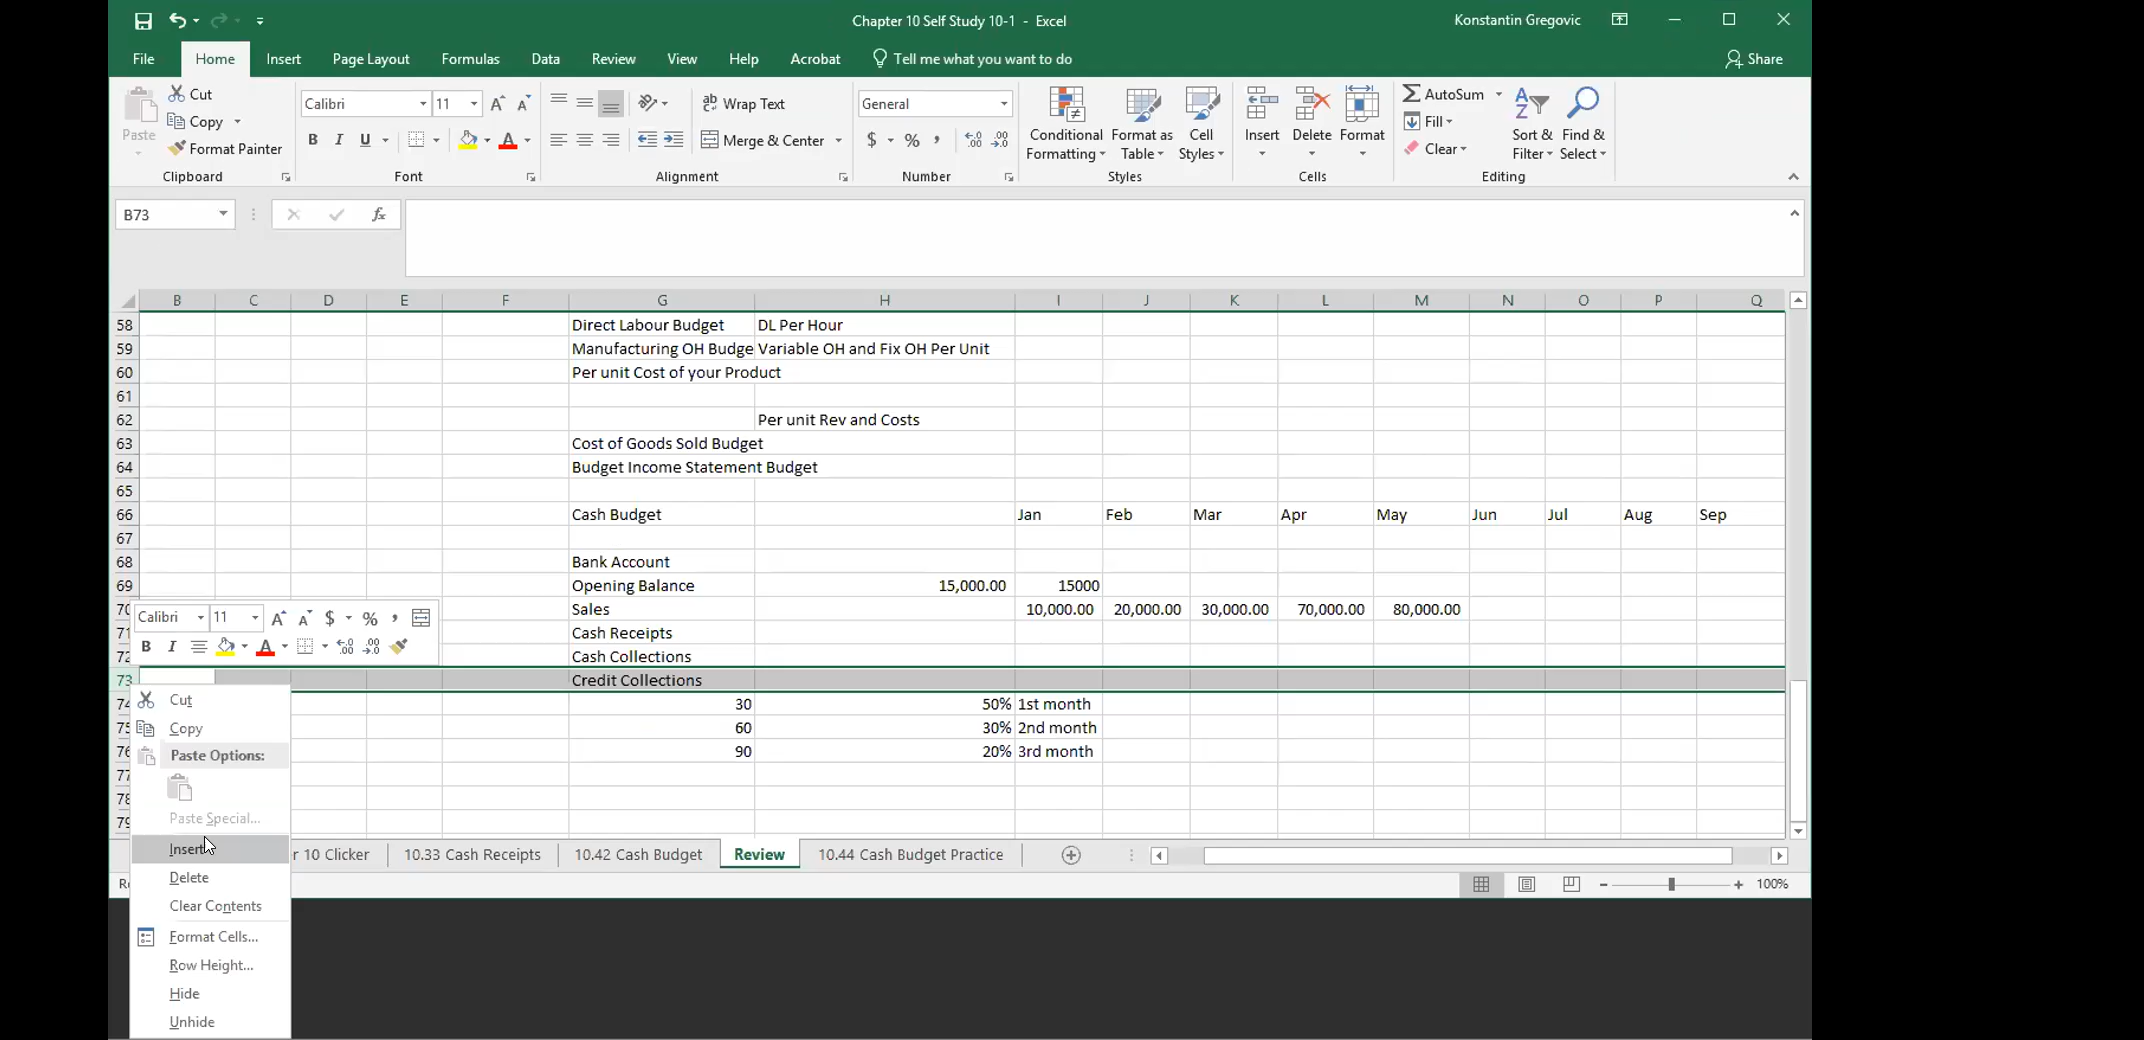 Chapter 10 Self Study 10-1 - Excel
Konstantin Gregovic
File Home Insert Page Layout Formulas Data Review View Help Acrobat Tell me what you want to do Share
Paste
Cut
Copy
Format Painter
Clipboard
Calibri 11
B I U
Font
Wrap Text
Merge & Center
Alignment
General
$ % ,
Number
Conditional Formatting
Format as Table
Cell Styles
Styles
Insert
Delete
Format
Cells
AutoSum
Fill
Clear
Sort & Filter
Find & Select
Editing
B73
fx
B C D E F G H I J K L M N O P Q
58 Direct Labour Budget DL Per Hour
59 Manufacturing OH Budge Variable OH and Fix OH Per Unit
60 Per unit Cost of your Product
61
62 Per unit Rev and Costs
63 Cost of Goods Sold Budget
64 Budget Income Statement Budget
65
66 Cash Budget Jan Feb Mar Apr May Jun Jul Aug Sep
67
68 Bank Account
69 Opening Balance 15,000.00 15000
70 Sales 10,000.00 20,000.00 30,000.00 70,000.00 80,000.00
71 Cash Receipts
72 Cash Collections
73 Credit Collections
74 30 50% 1st month
75 60 30% 2nd month
76 90 20% 3rd month
77
78
79
Calibri 11 $ % ,
B I A
Cut
Copy
Paste Options:
Paste Special...
Insert
Delete
Clear Contents
Format Cells...
Row Height...
Hide
Unhide
r 10 Clicker 10.33 Cash Receipts 10.42 Cash Budget Review 10.44 Cash Budget Practice
100%